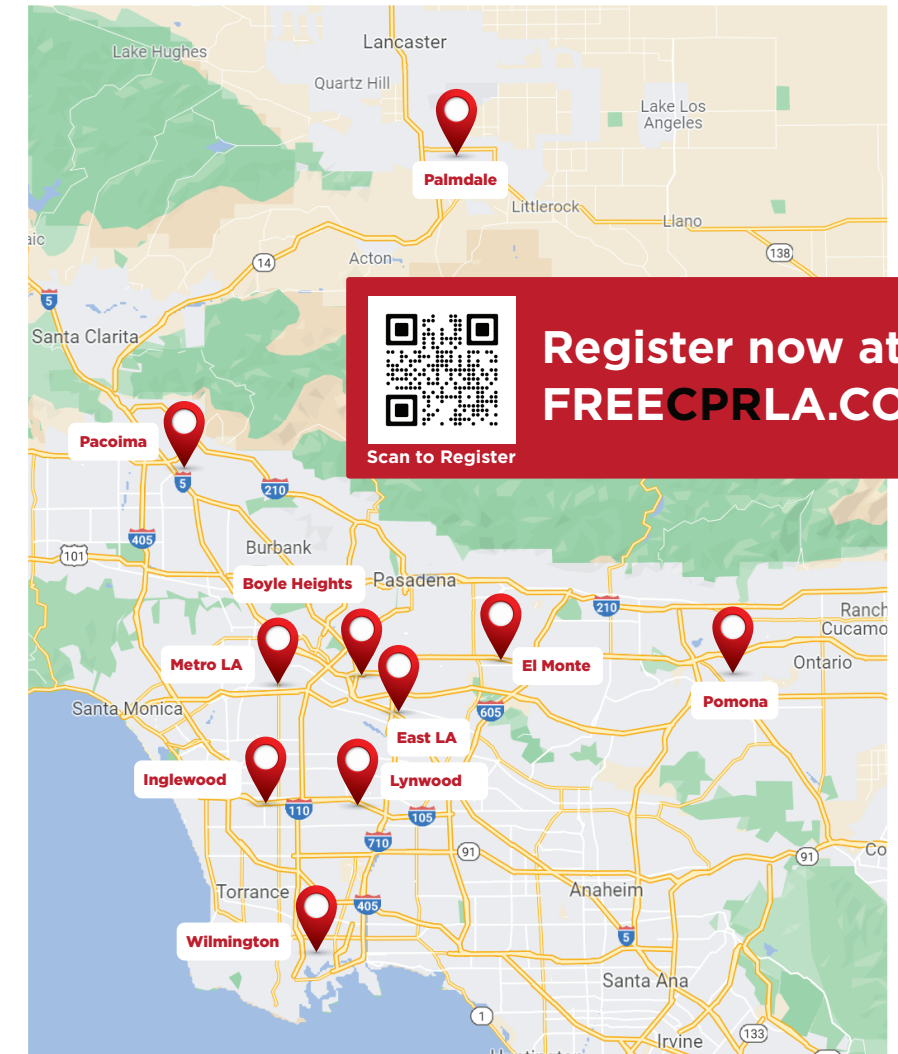 Lake Hughes
Lancaster
Quartz Hill
Lake Los
Angeles
Palmdale
Littlerock
Llano
aic
14
Acton
138
5
Santa Clarita
Register now at
FREECPRLA.CO
Scan to Register
Pacoima
5
210
405
101
Burbank
Boyle Heights
Pasadena
210
Ranch
Cucamo
Metro LA
El Monte
Ontario
Santa Monica
605
Pomona
East LA
Inglewood
Lynwood
110
105
710
91
91
Co
Torrance
405
Anaheim
Wilmington
5
Santa Ana
1
133
Irvine